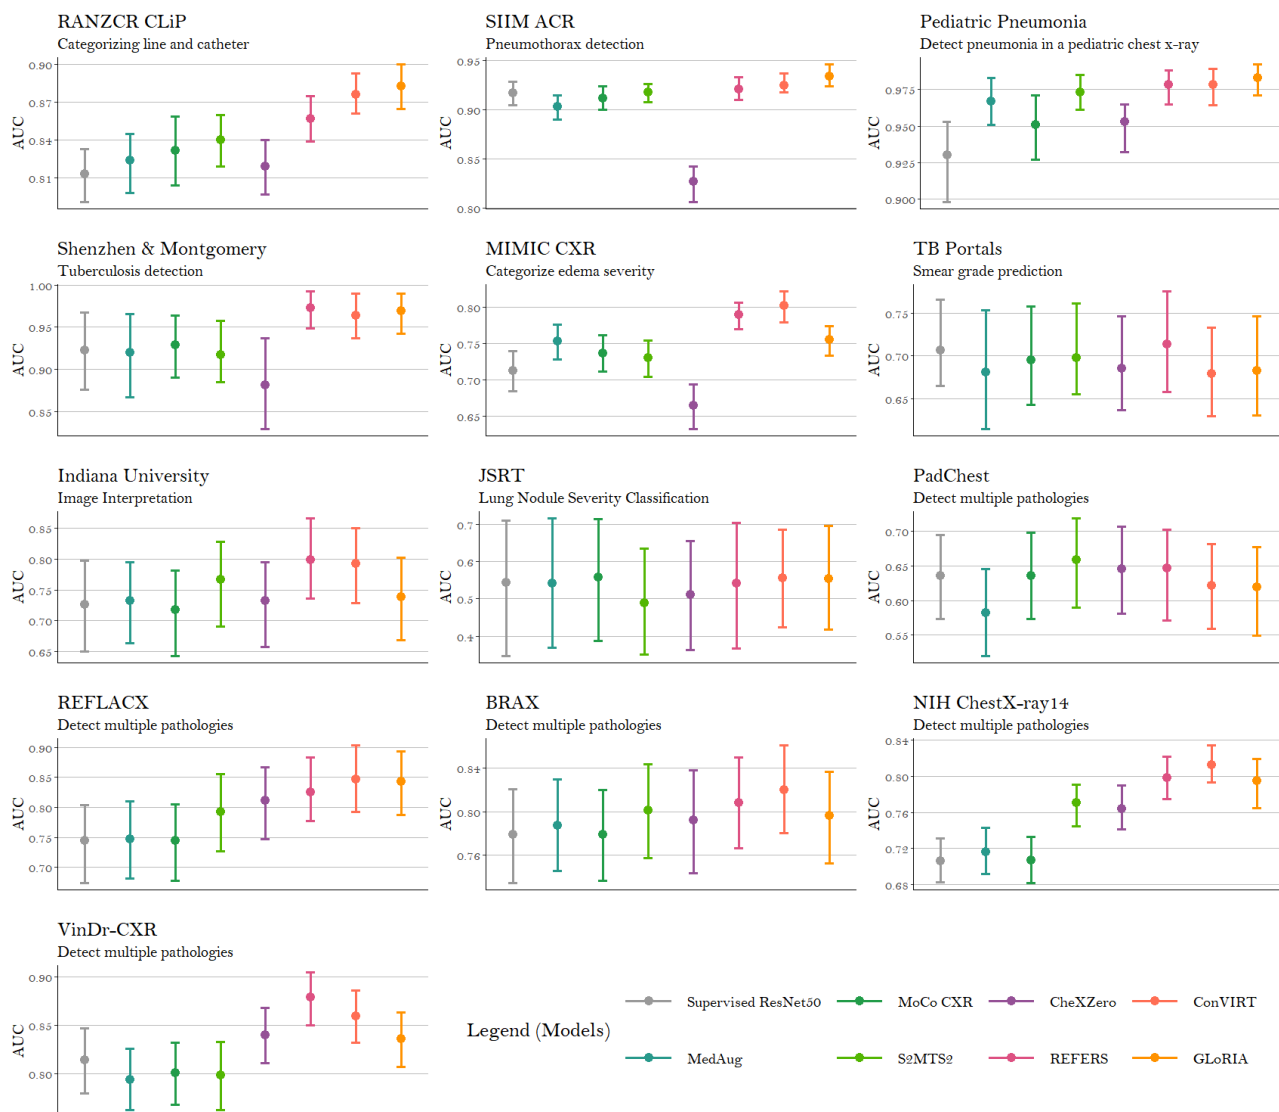 RANZCR CLiP
Categorizing line and catheter
AUC
0.90
0.87
0.84
0.81
SIIM ACR
Pneumothorax detection
AUC
0.95
0.90
0.85
0.80
Pediatric Pneumonia
Detect pneumonia in a pediatric chest x-ray
AUC
0.975
0.950
0.925
0.900
Shenzhen & Montgomery
Tuberculosis detection
AUC
1.00
0.95
0.90
0.85
MIMIC CXR
Categorize edema severity
AUC
0.80
0.75
0.70
0.65
TB Portals
Smear grade prediction
AUC
0.75
0.70
0.65
Indiana University
Image Interpretation
AUC
0.85
0.80
0.75
0.70
0.65
JSRT
Lung Nodule Severity Classification
AUC
0.7
0.6
0.5
0.4
PadChest
Detect multiple pathologies
AUC
0.70
0.65
0.60
0.55
REFLACX
Detect multiple pathologies
AUC
0.90
0.85
0.80
0.75
0.70
BRAX
Detect multiple pathologies
AUC
0.84
0.80
0.76
NIH ChestX-ray14
Detect multiple pathologies
AUC
0.84
0.80
0.76
0.72
0.68
VinDr-CXR
Detect multiple pathologies
AUC
0.90
0.85
0.80
Legend (Models)
Supervised ResNet50
MoCo CXR
CheXZero
ConVIRT
MedAug
S2MTS2
REFERS
GLoRIA